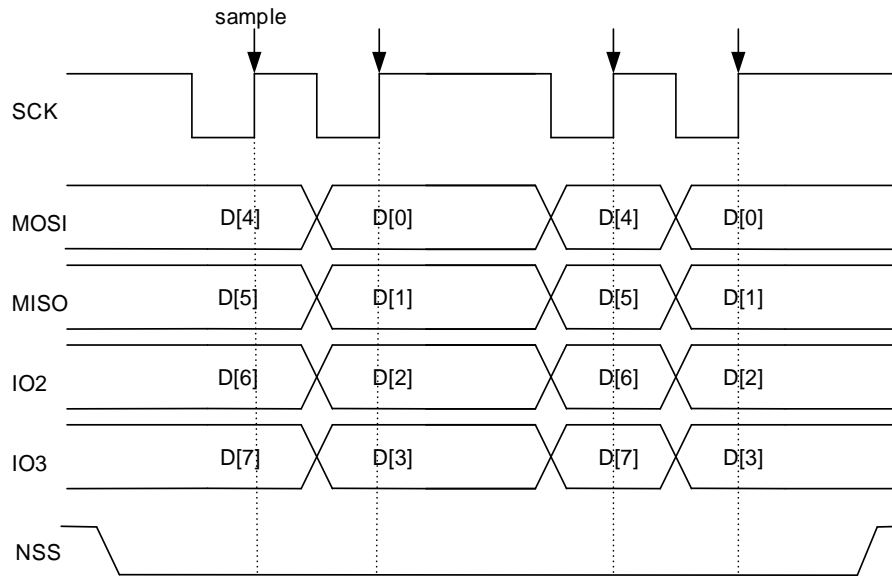 sample
SCK
MOSI D[4] D[0] D[4] D[0]
MISO D[5] D[1] D[5] D[1]
IO2 D[6] D[2] D[6] D[2]
IO3 D[7] D[3] D[7] D[3]
NSS